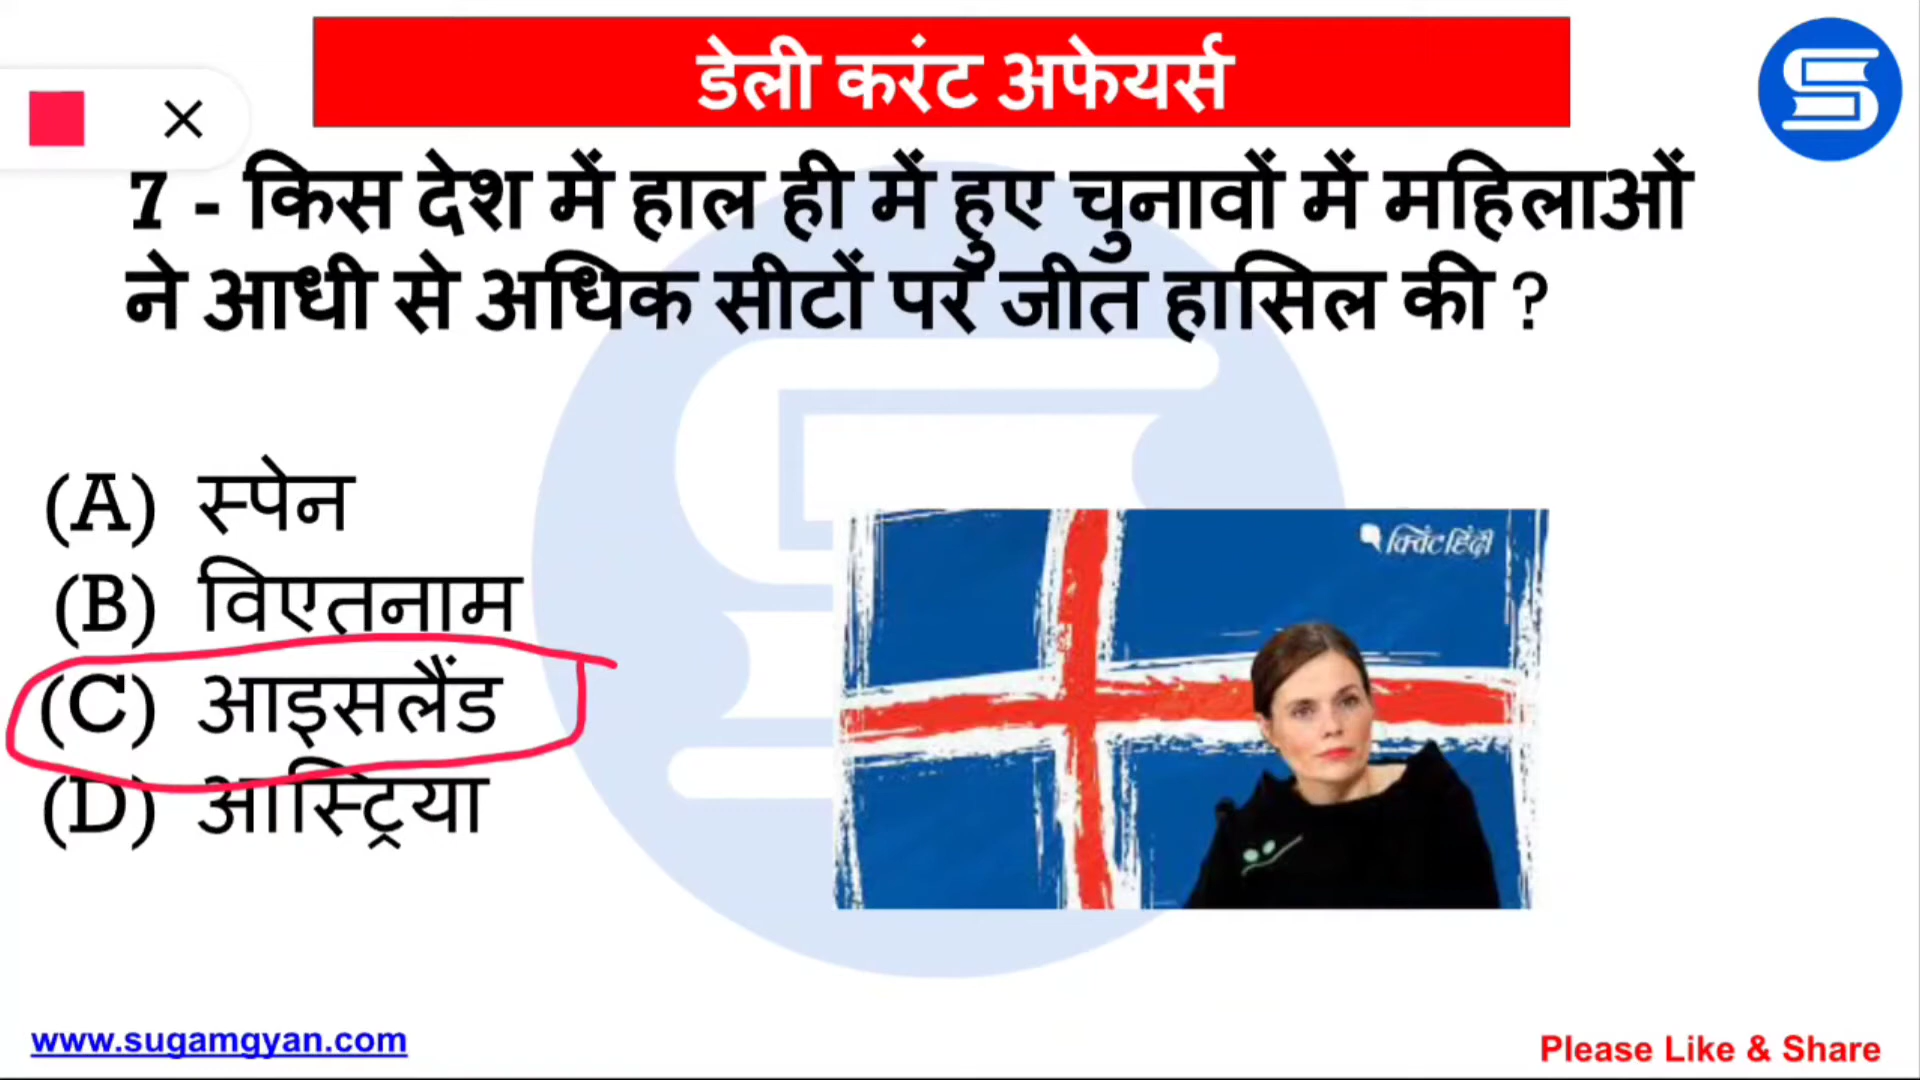 डेली करंट अफेयर्स
7 - किस देश में हाल ही में हुए चुनावों में महिलाओं
ने आधी से अधिक सीटों पर जीत हासिल की ?
(A) स्पेन
(B) विएतनाम
(C) आइसलैंड
(D) आस्ट्रिया
क्विंट हिंदी
www.sugamgyan.com
Please Like & Share